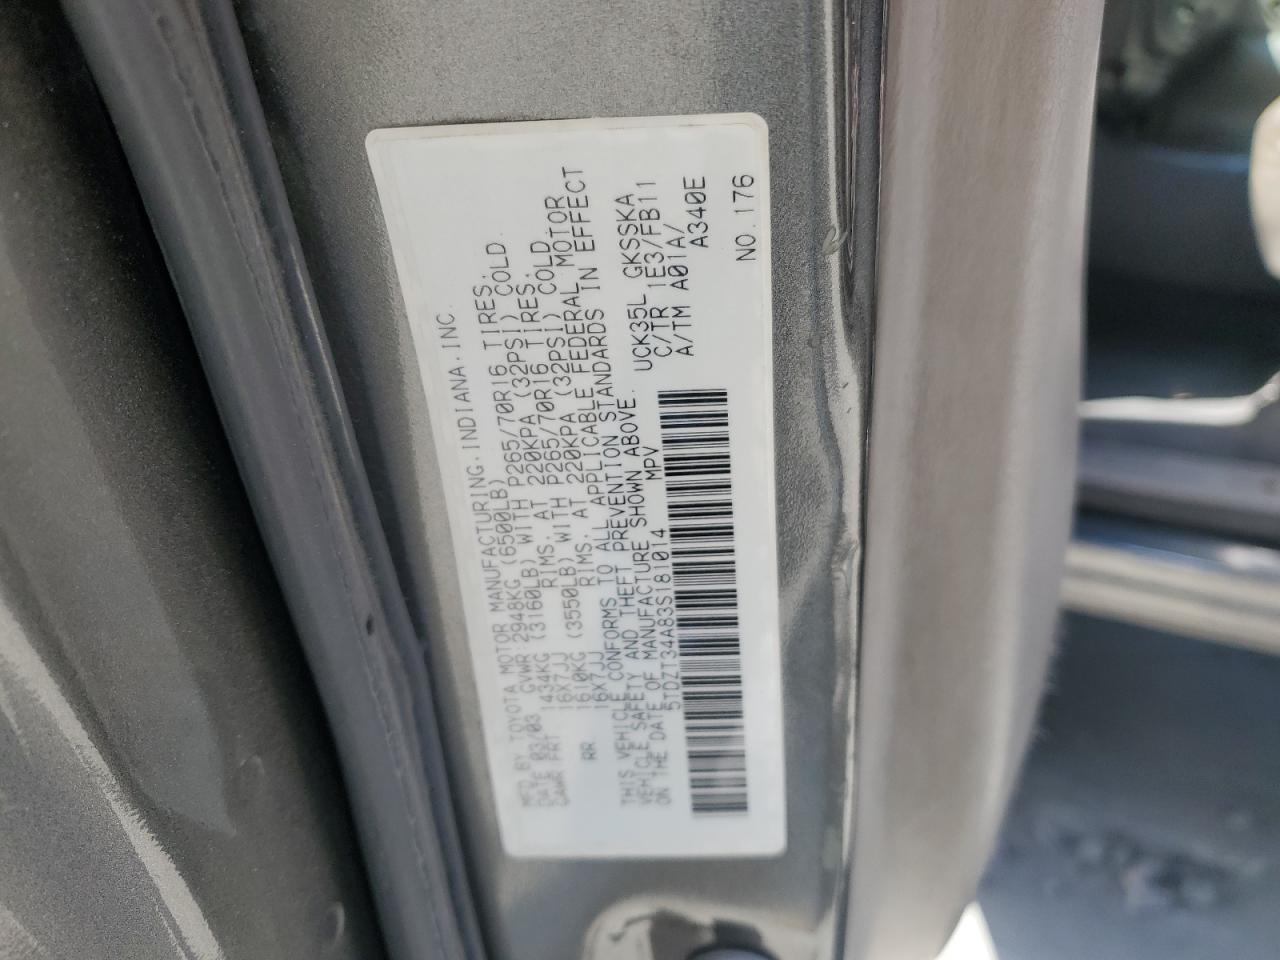 MFD BY TOYOTA MOTOR MANUFACTURING.INDIANA.INC.
DATE 03/03 GVWR:2948KG(6500LB)
GAWR FRT 1434KG (3160LB) WITH P265/70R16 TIRES.
16X7JJ RIMS. AT 220KPA (32PSI) COLD.
RR 1610KG (3550LB) WITH P265/70R16 TIRES.
16X7JJ RIMS. AT 220KPA (32PSI) COLD.
THIS VEHICLE CONFORMS TO ALL APPLICABLE FEDERAL MOTOR
VEHICLE SAFETY AND THEFT PREVENTION STANDARDS IN EFFECT
ON THE DATE OF MANUFACTURE SHOWN ABOVE.
5TDZT34A83S181014 MPV
UCK35L GKSSKA
C/TR 1E3/FB11
A/TM A01A/
A340E
NO.176